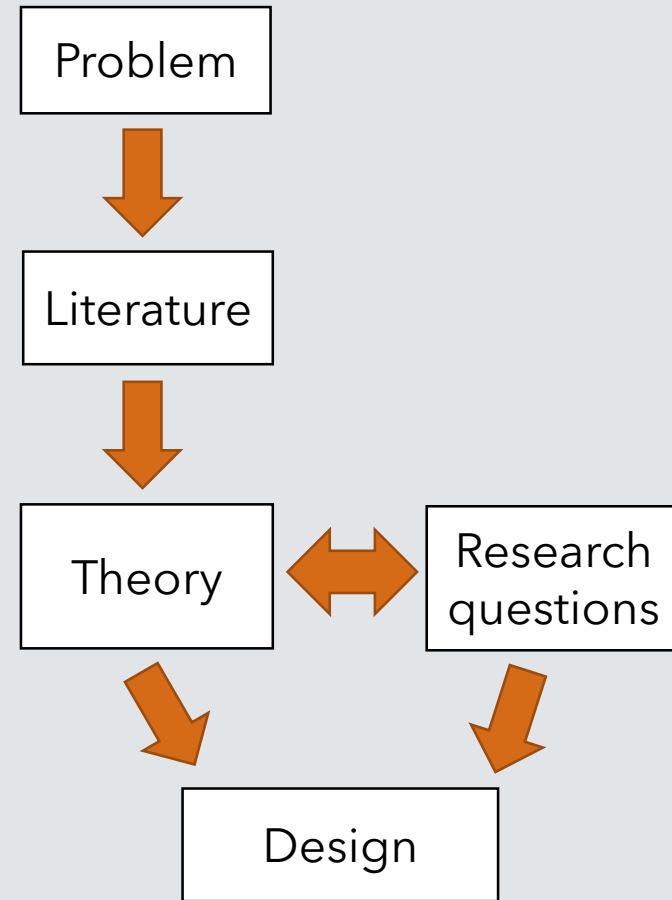 Problem
Literature
Theory
Research
questions
Design